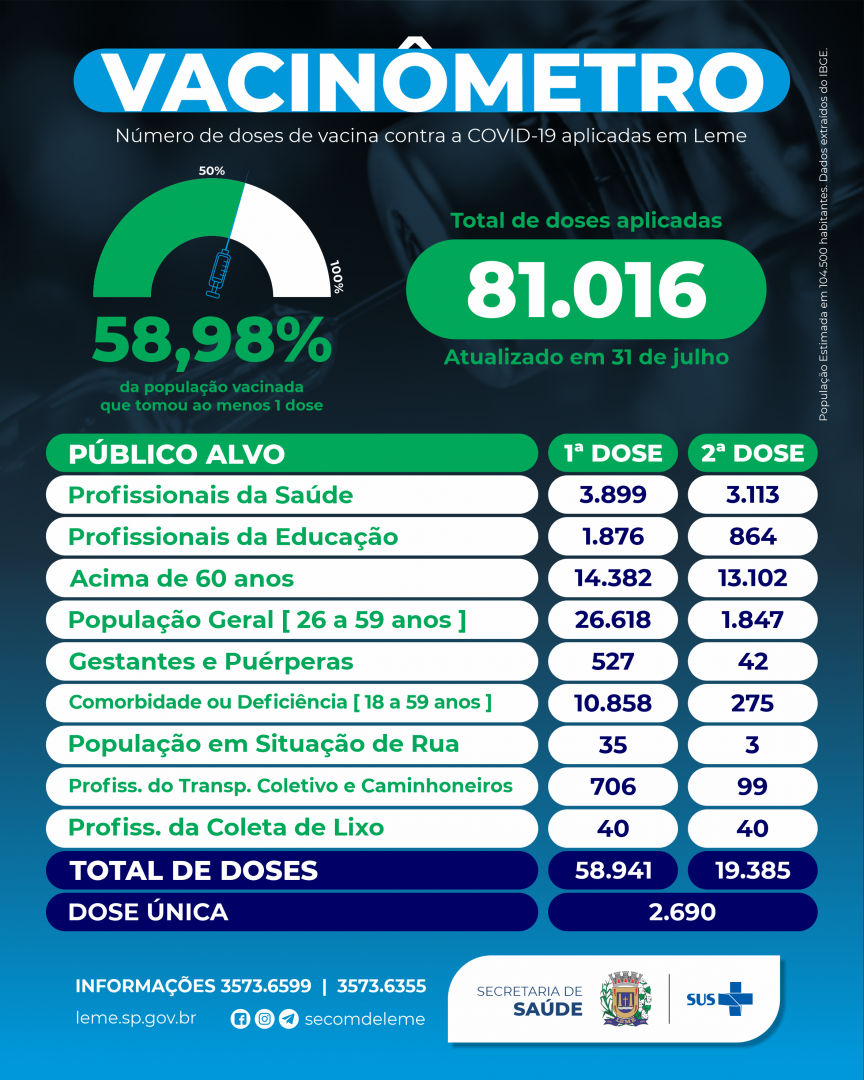 VACINÔMETRO
Número de doses de vacina contra a COVID-19 aplicadas em Leme
População Estimada em 104.500 habitantes. Dados extraídos do IBGE.
50%
100%
58,98%
da população vacinada
que tomou ao menos 1 dose
Total de doses aplicadas
81.016
Atualizado em 31 de julho
PÚBLICO ALVO 1ª DOSE 2ª DOSE
Profissionais da Saúde 3.899 3.113
Profissionais da Educação 1.876 864
Acima de 60 anos 14.382 13.102
População Geral [ 26 a 59 anos ] 26.618 1.847
Gestantes e Puérperas 527 42
Comorbidade ou Deficiência [ 18 a 59 anos ] 10.858 275
População em Situação de Rua 35 3
Profiss. do Transp. Coletivo e Caminhoneiros 706 99
Profiss. da Coleta de Lixo 40 40
TOTAL DE DOSES 58.941 19.385
DOSE ÚNICA 2.690
INFORMAÇÕES 3573.6599 | 3573.6355
leme.sp.gov.br secomdeleme
SECRETARIA DE
SAÚDE
SUS